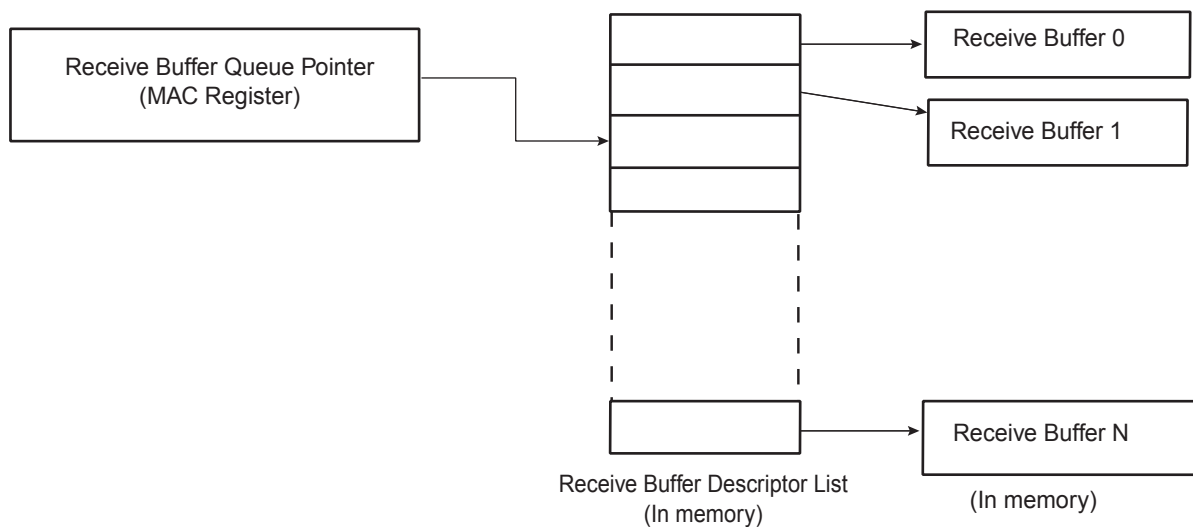 Receive Buffer Queue Pointer
(MAC Register)
Receive Buffer 0
Receive Buffer 1
Receive Buffer N
Receive Buffer Descriptor List
(In memory)
(In memory)